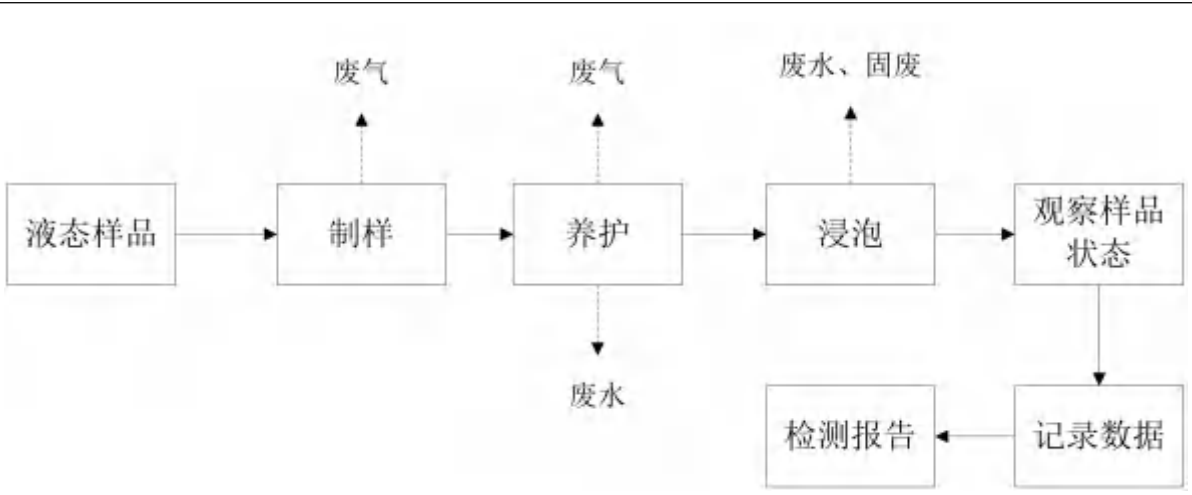 废气
废气
废水、固废
液态样品
制样
养护
浸泡
观察样品
状态
废水
检测报告
记录数据